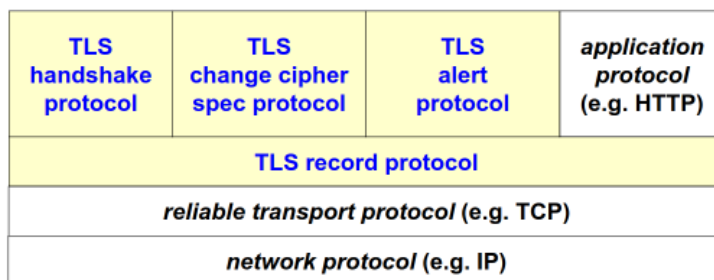 TLS
handshake
protocol
TLS
change cipher
spec protocol
TLS
alert
protocol
application
protocol
(e.g. HTTP)
TLS record protocol
reliable transport protocol (e.g. TCP)
network protocol (e.g. IP)